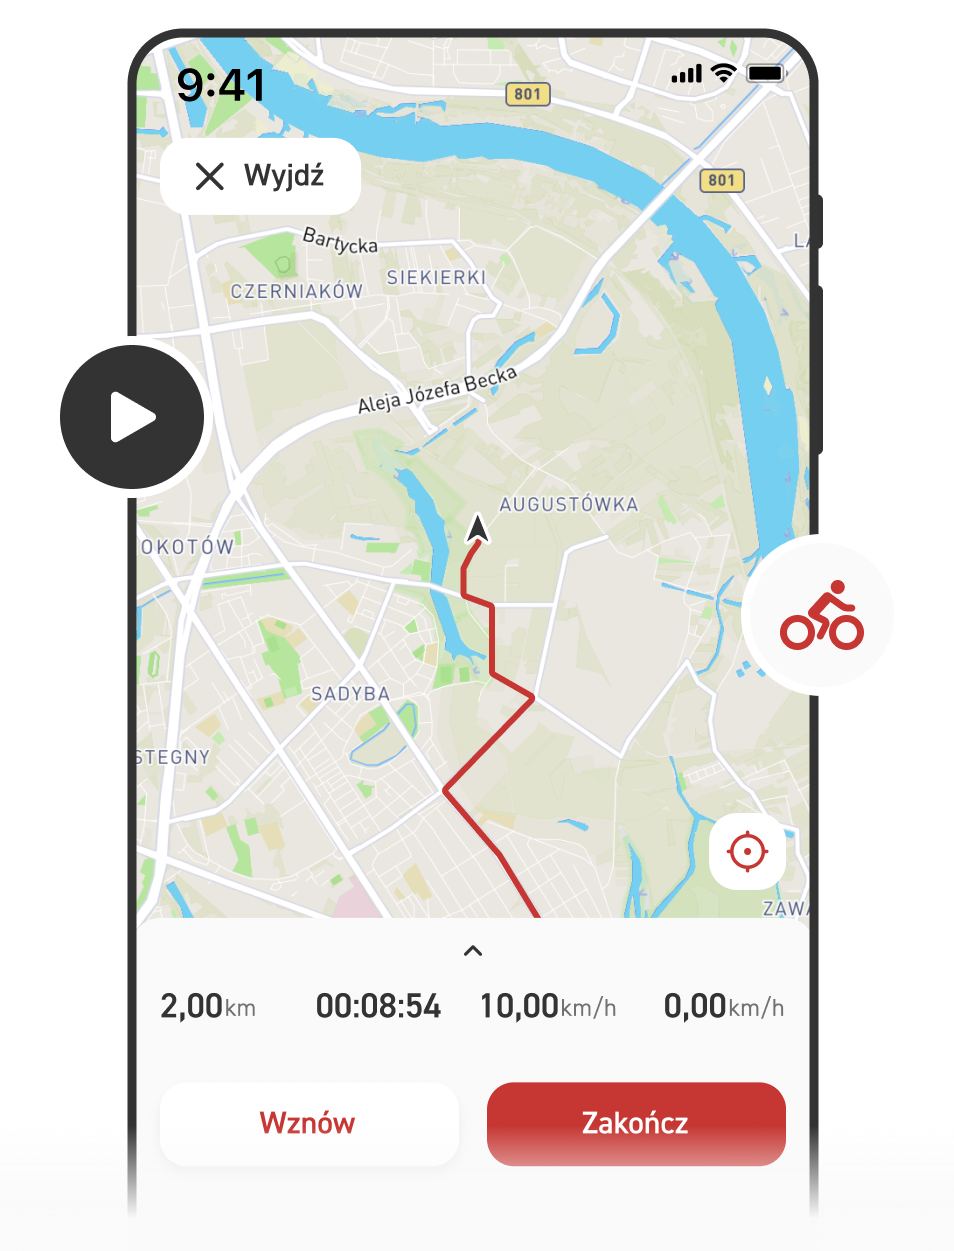 9:41
801
Wyjdź
801
LA
Bartycka
SIEKIERKI
CZERNIAKÓW
Aleja Józefa Becka
AUGUSTÓWKA
OKOTÓW
SADYBA
STEGNY
ZAWA
2,00km 00:08:54 10,00km/h 0,00km/h
Wznów Zakończ